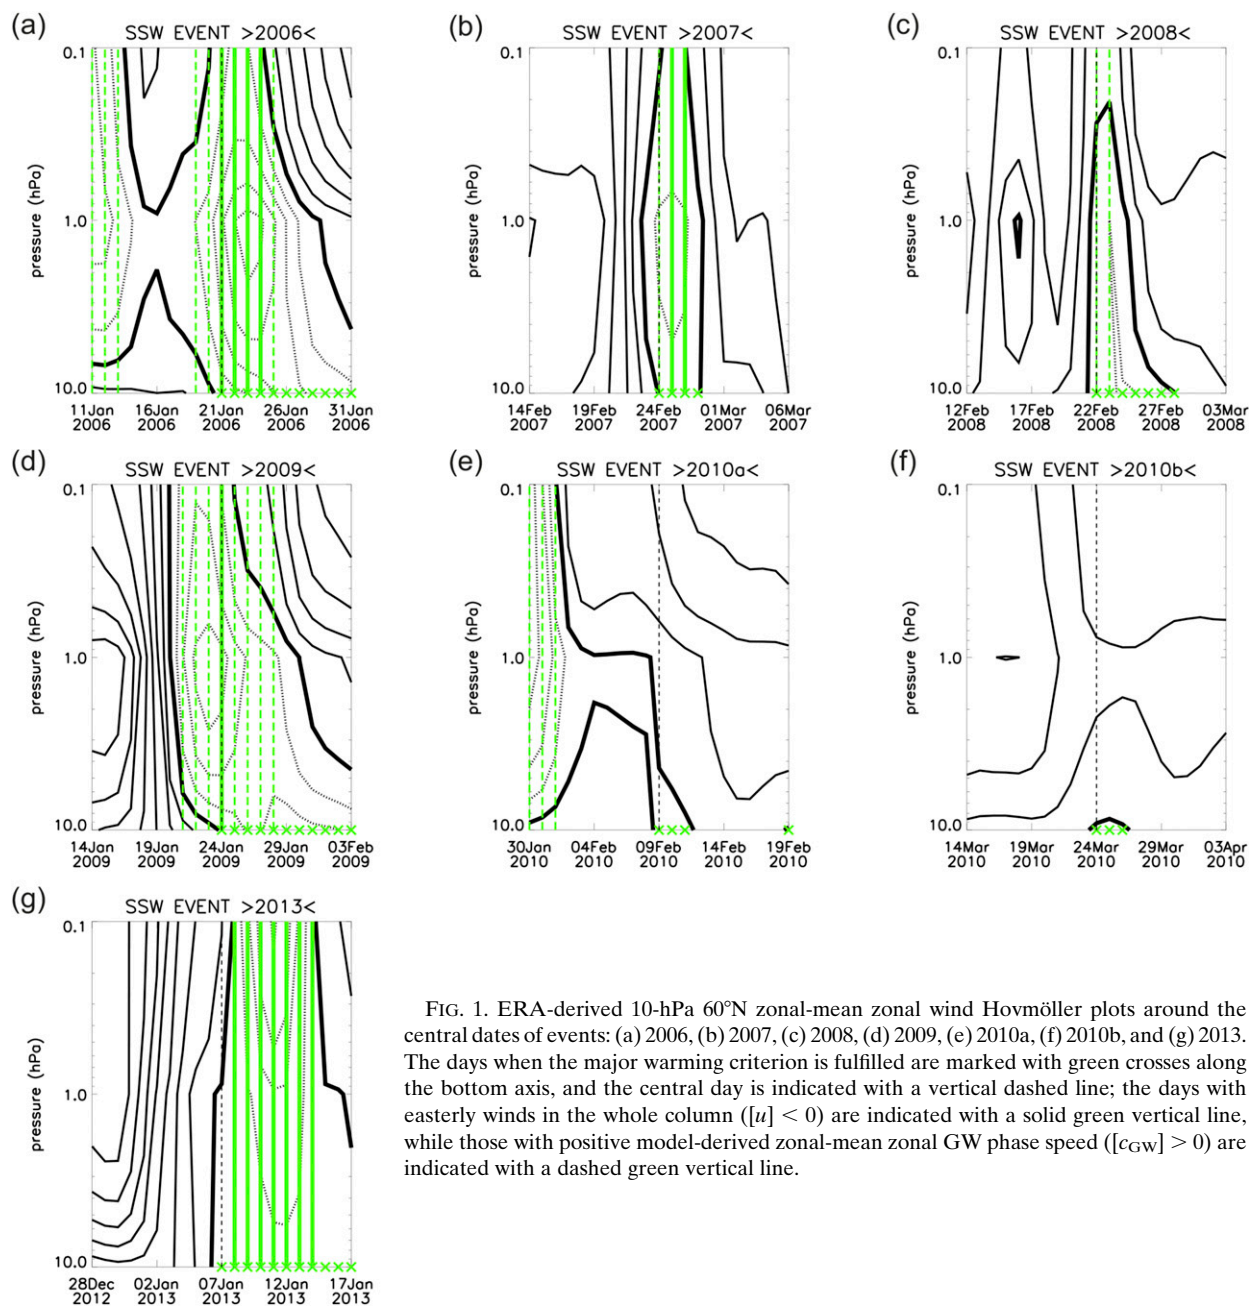 (a)
SSW EVENT >2006<
0.1
pressure (hPa)
1.0
10.0
11Jan 16Jan 21Jan 26Jan 31Jan
2006 2006 2006 2006 2006
(b)
SSW EVENT >2007<
0.1
pressure (hPa)
1.0
10.0
14Feb 19Feb 24Feb 01Mar 06Mar
2007 2007 2007 2007 2007
(c)
SSW EVENT >2008<
0.1
pressure (hPa)
1.0
10.0
12Feb 17Feb 22Feb 27Feb 03Mar
2008 2008 2008 2008 2008
(d)
SSW EVENT >2009<
0.1
pressure (hPa)
1.0
10.0
14Jan 19Jan 24Jan 29Jan 03Feb
2009 2009 2009 2009 2009
(e)
SSW EVENT >2010a<
0.1
pressure (hPa)
1.0
10.0
30Jan 04Feb 09Feb 14Feb 19Feb
2010 2010 2010 2010 2010
(f)
SSW EVENT >2010b<
0.1
pressure (hPa)
1.0
10.0
14Mar 19Mar 24Mar 29Mar 03Apr
2010 2010 2010 2010 2010
(g)
SSW EVENT >2013<
0.1
pressure (hPa)
1.0
10.0
28Dec 02Jan 07Jan 12Jan 17Jan
2012 2013 2013 2013 2013
FIG. 1. ERA-derived 10-hPa 60°N zonal-mean zonal wind Hovmöller plots around the
central dates of events: (a) 2006, (b) 2007, (c) 2008, (d) 2009, (e) 2010a, (f) 2010b, and (g) 2013.
The days when the major warming criterion is fulfilled are marked with green crosses along
the bottom axis, and the central day is indicated with a vertical dashed line; the days with
easterly winds in the whole column ([u] < 0) are indicated with a solid green vertical line,
while those with positive model-derived zonal-mean zonal GW phase speed ([c_GW] > 0) are
indicated with a dashed green vertical line.